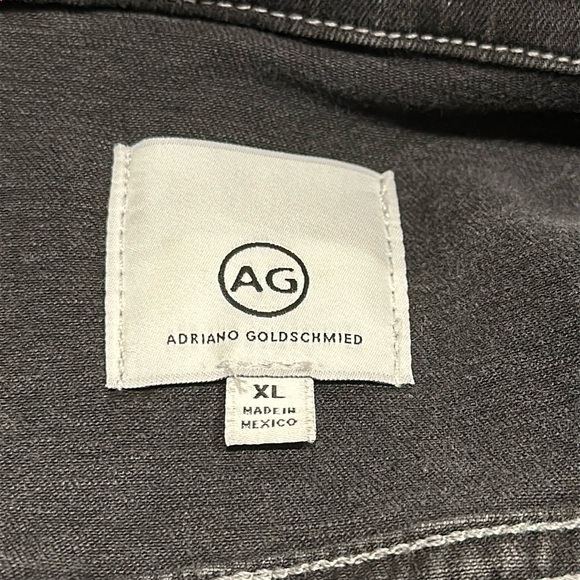 AG
ADRIANO GOLDSCHMIED
XL
MADE IN
MEXICO